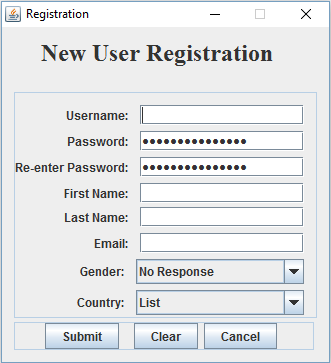 Registration
New User Registration
Username:
Password: •••••••••••••••
Re-enter Password: •••••••••••••••
First Name:
Last Name:
Email:
Gender: No Response
Country: List
Submit Clear Cancel